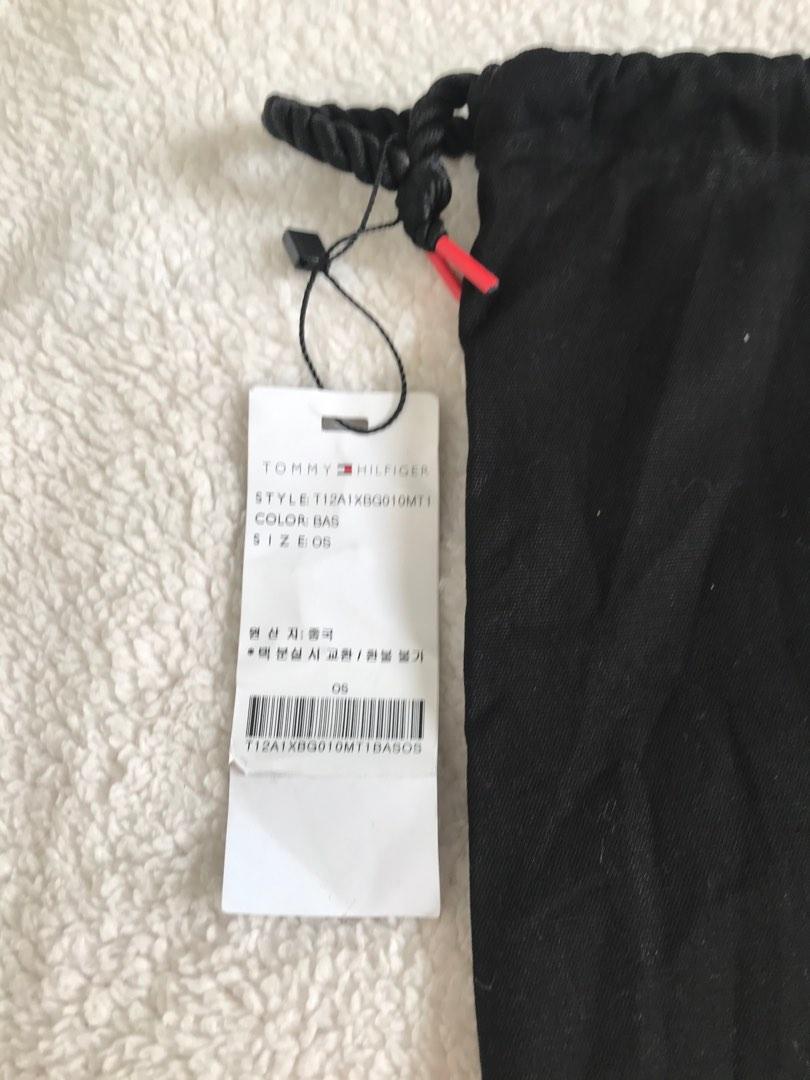 TOMMY HILFIGER
STYLE: T12A1XBG010MT1
COLOR: BAS
SIZE: OS
원산지: 중국
*택 분실 시 교환 / 환불 불가
OS
T12A1XBG010MT1BASOS